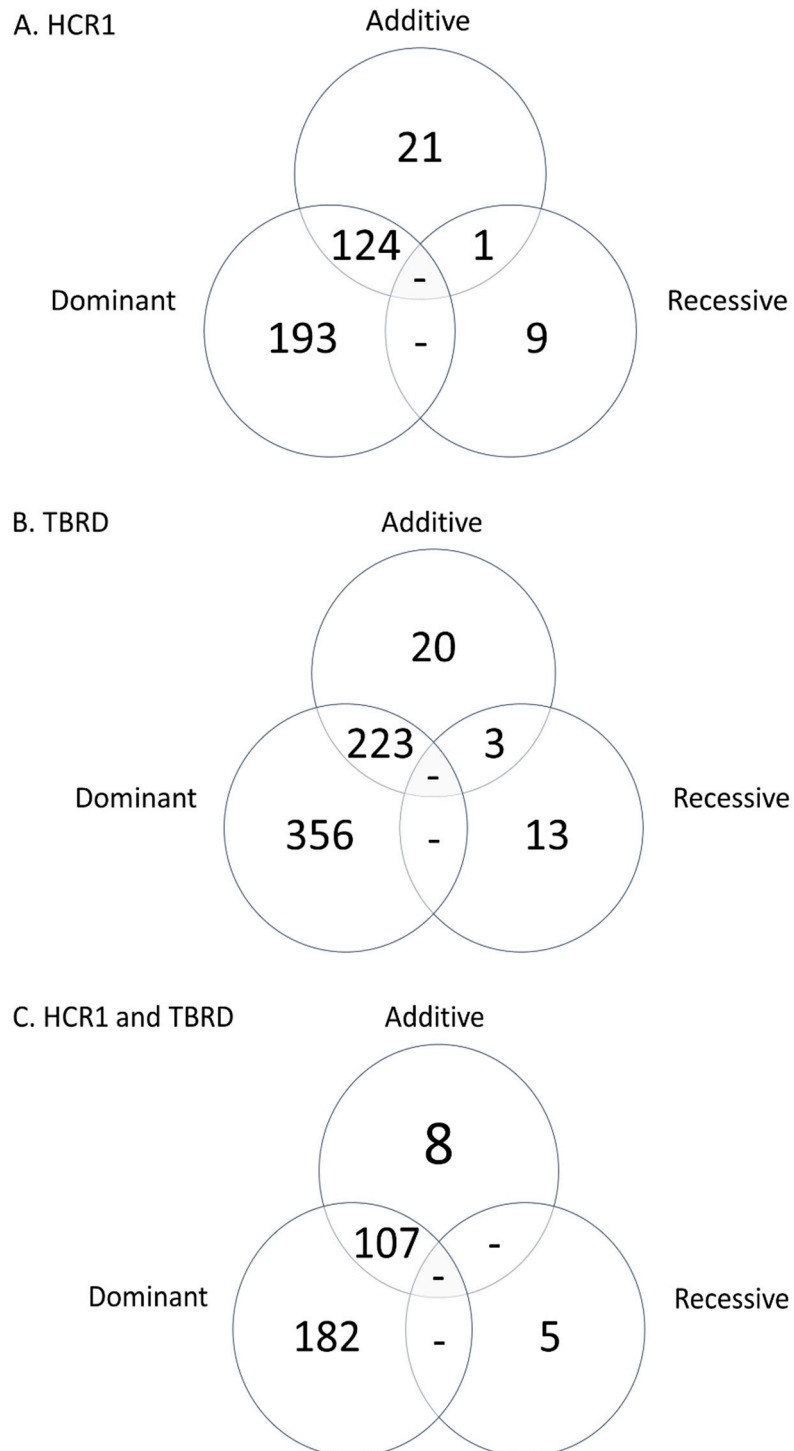 A. HCR1
Additive
21
124 1
-
Dominant
Recessive
193 - 9
B. TBRD
Additive
20
223 3
-
Dominant
Recessive
356 - 13
C. HCR1 and TBRD
Additive
8
107 -
-
Dominant
Recessive
182 - 5